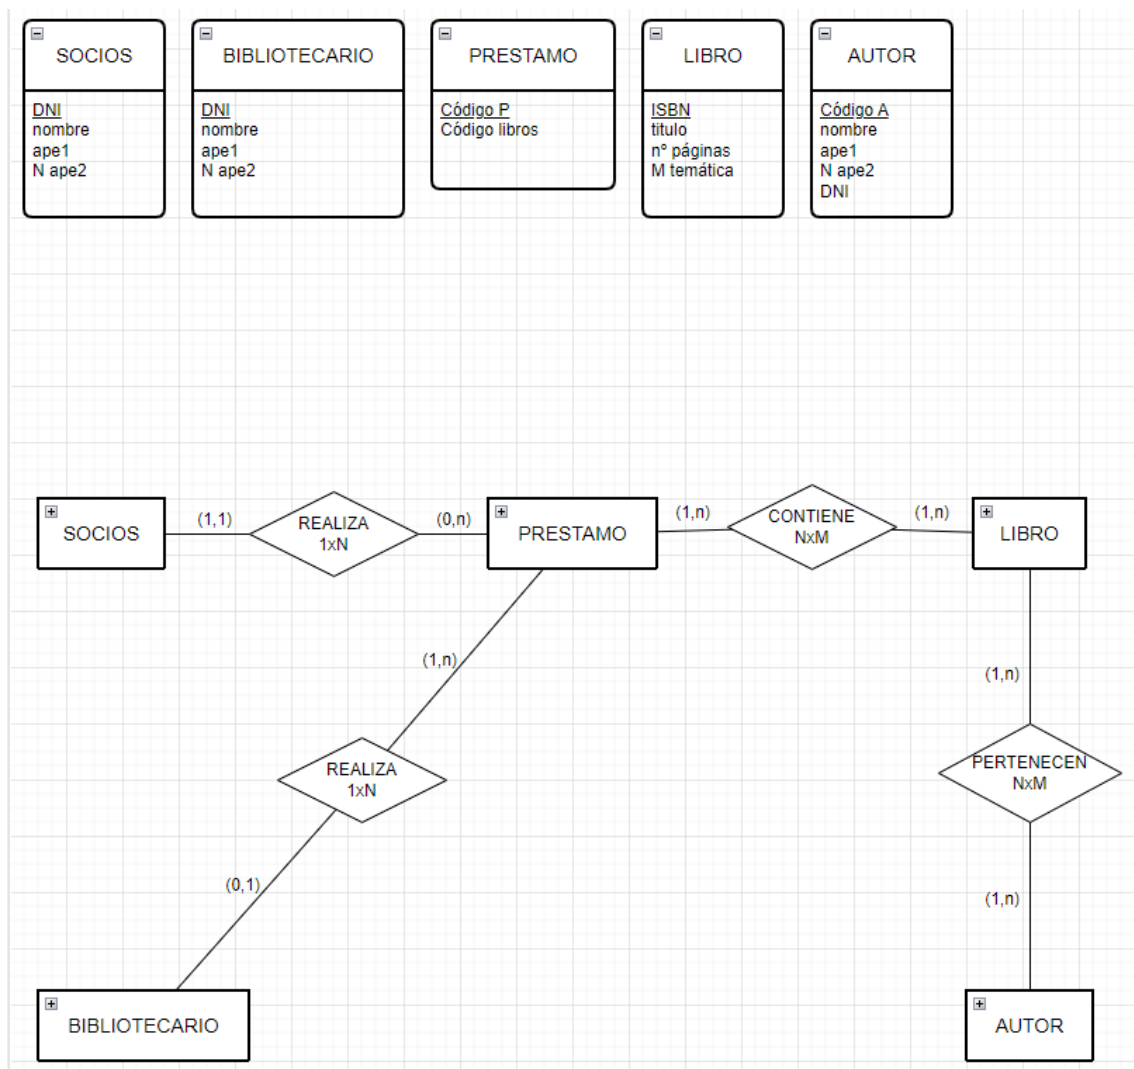 SOCIOS
DNI
nombre
ape1
N ape2
BIBLIOTECARIO
DNI
nombre
ape1
N ape2
PRESTAMO
Código P
Código libros
LIBRO
ISBN
titulo
nº páginas
M temática
AUTOR
Código A
nombre
ape1
N ape2
DNI
SOCIOS
(1,1)
REALIZA
1xN
(0,n)
PRESTAMO
(1,n)
CONTIENE
NxM
(1,n)
LIBRO
(1,n)
REALIZA
1xN
(0,1)
BIBLIOTECARIO
(1,n)
PERTENECEN
NxM
(1,n)
AUTOR